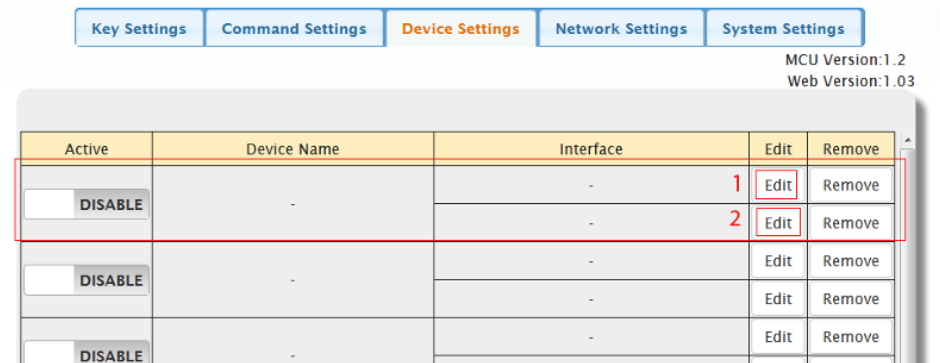 Key Settings Command Settings Device Settings Network Settings System Settings
MCU Version:1.2
Web Version:1.03
Active Device Name Interface Edit Remove
- 1 Edit Remove
DISABLE -
- 2 Edit Remove
- Edit Remove
DISABLE -
- Edit Remove
- Edit Remove
DISABLE -